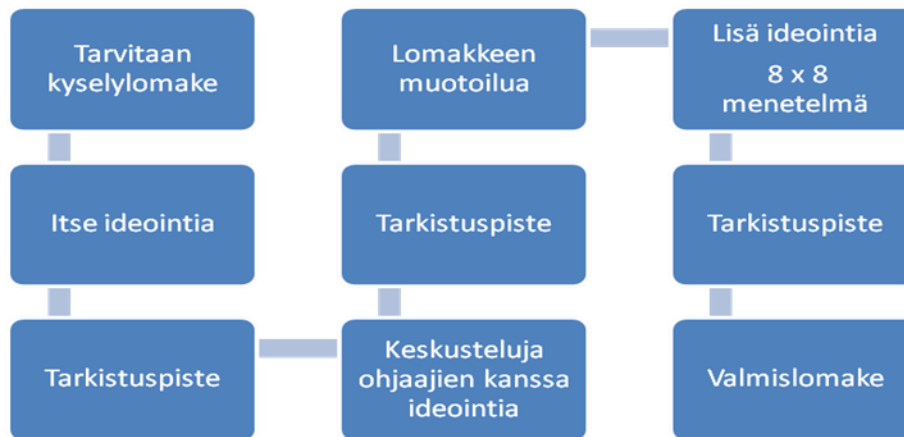 Tarvitaan
kyselylomake
Itse ideointia
Tarkistuspiste
Keskusteluja
ohjaajien kanssa
ideointia
Tarkistuspiste
Lomakkeen
muotoilua
Lisä ideointia
8 x 8
menetelmä
Tarkistuspiste
Valmislomake